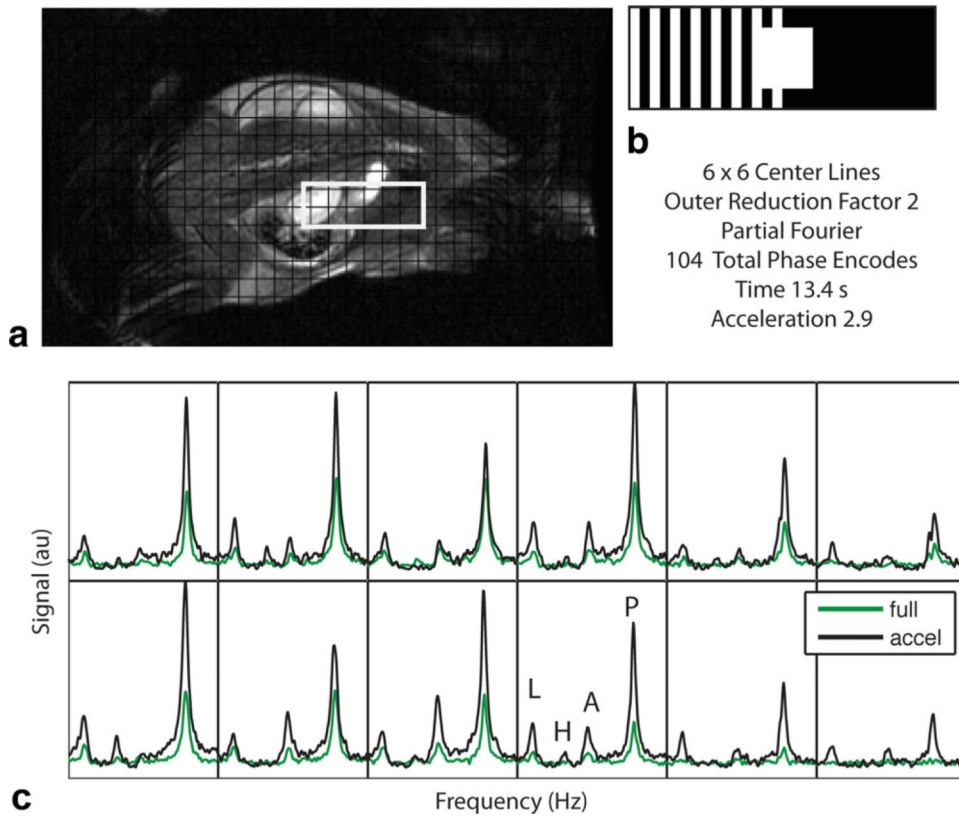 a
b
6 x 6 Center Lines
Outer Reduction Factor 2
Partial Fourier
104 Total Phase Encodes
Time 13.4 s
Acceleration 2.9
Signal (au)
full
accel
P
L
A
H
c
Frequency (Hz)